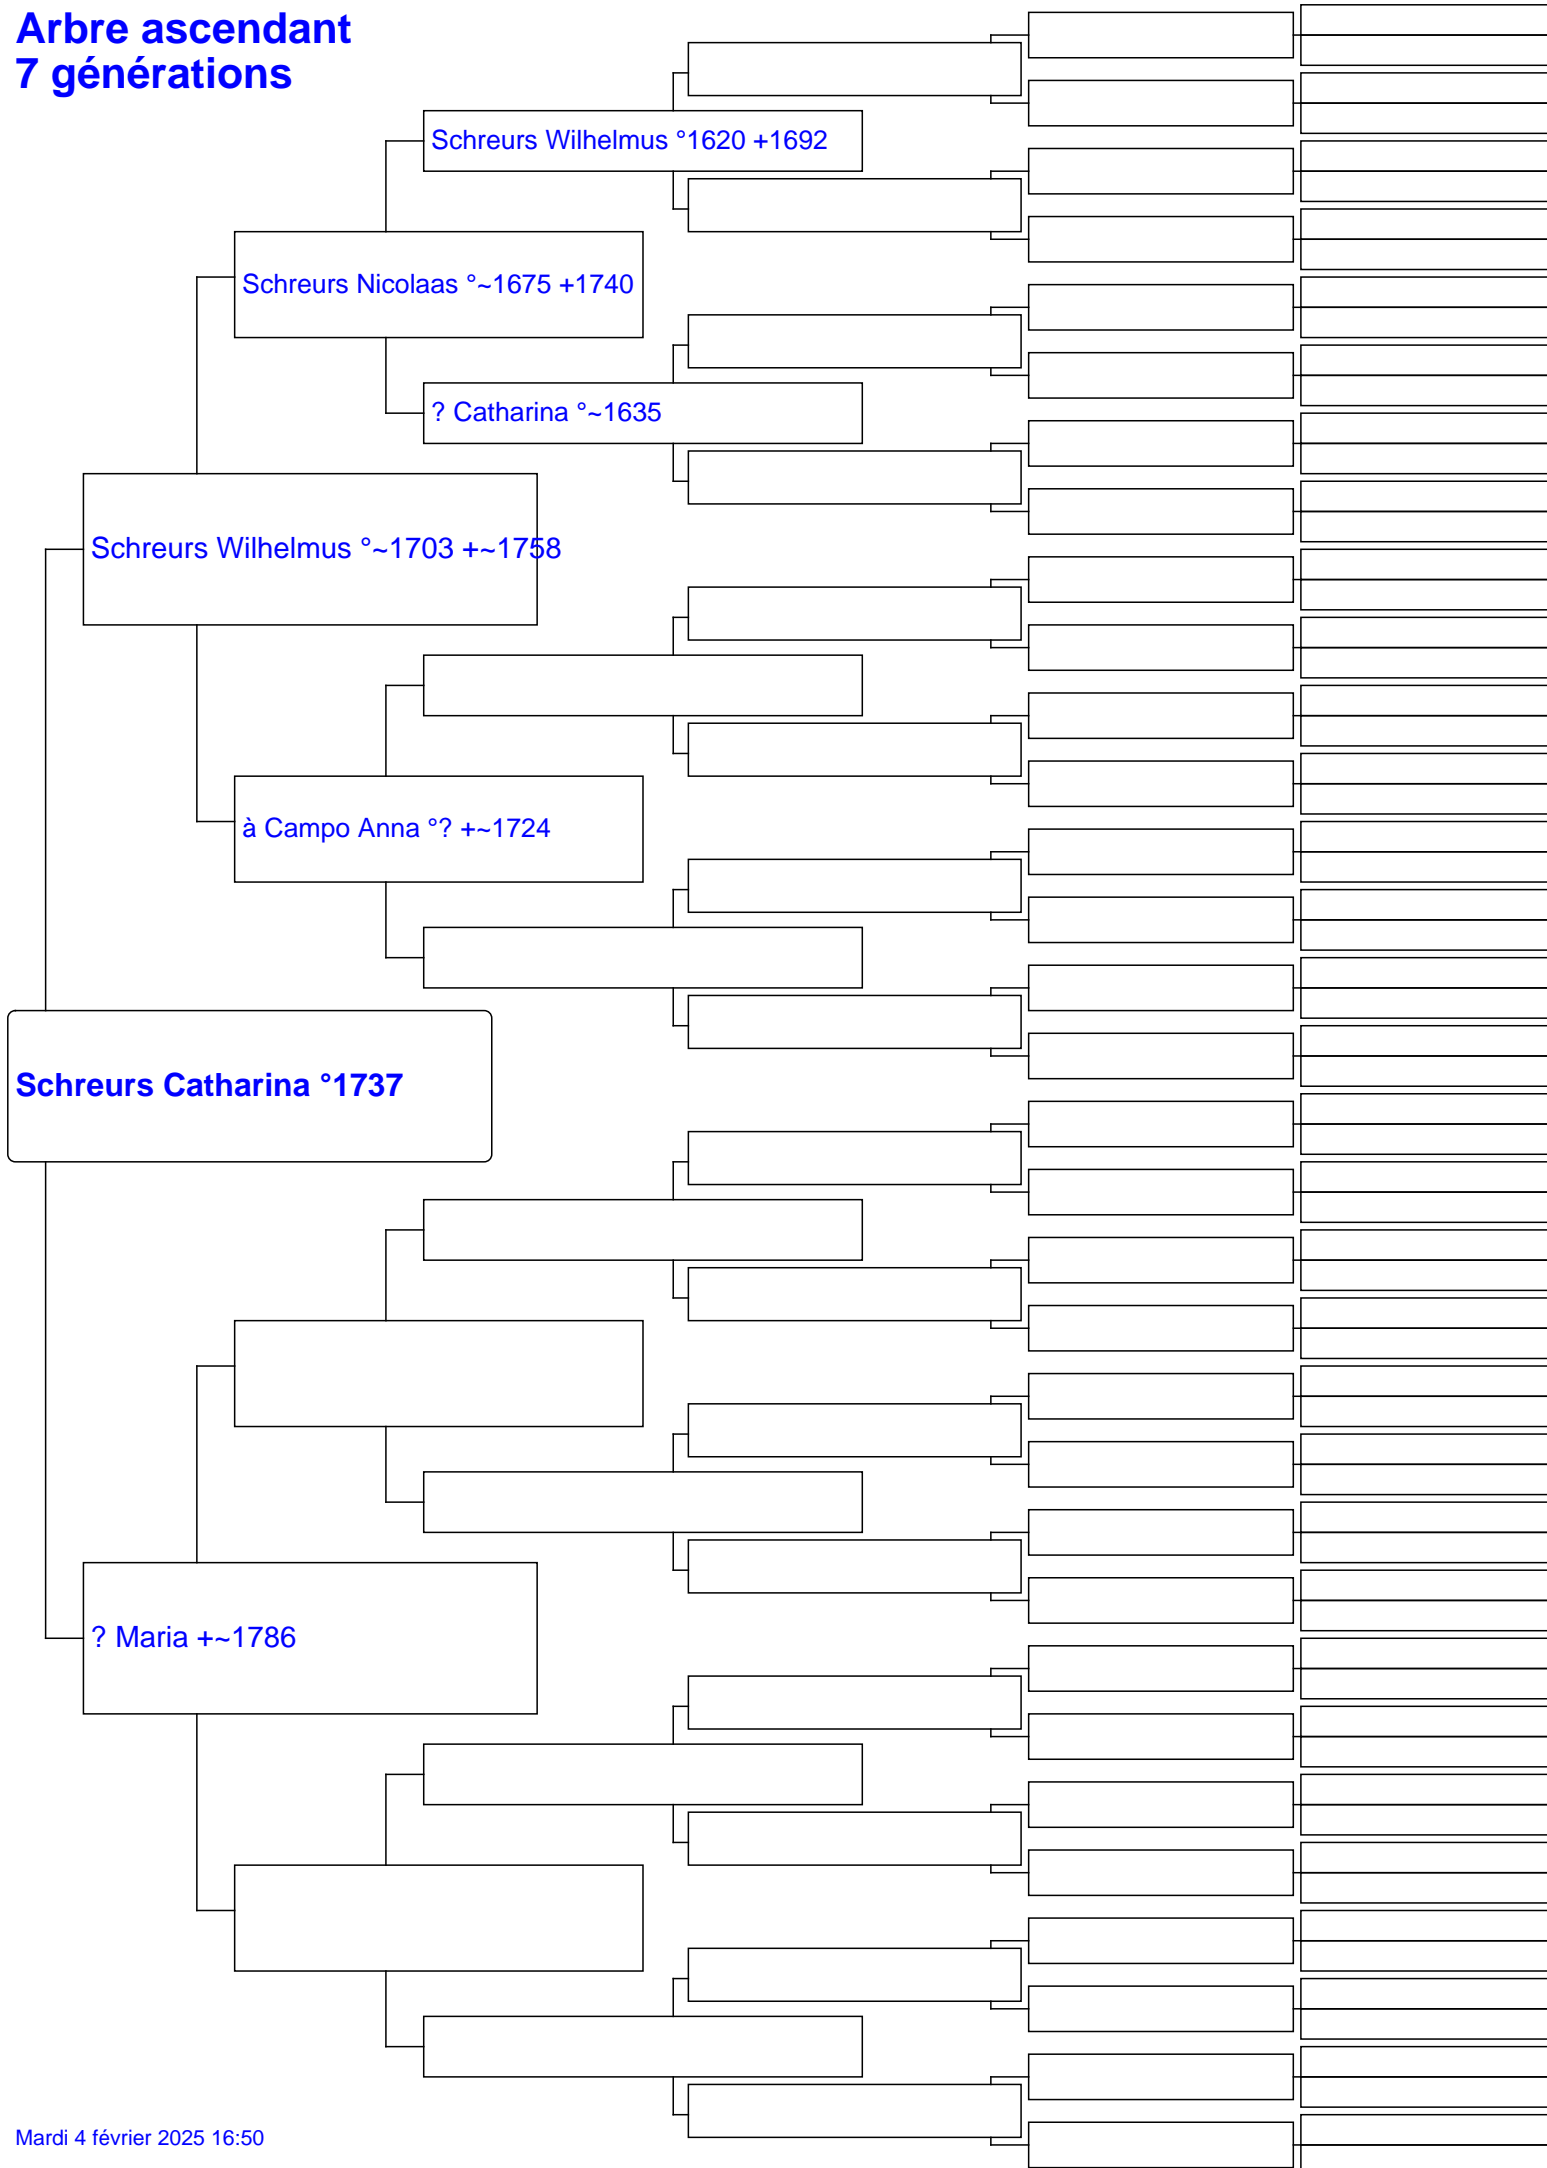 Arbre ascendant
7 générations
Schreurs Wilhelmus °1620 +1692
Schreurs Nicolaas °~1675 +1740
? Catharina °~1635
Schreurs Wilhelmus °~1703 +~1758
à Campo Anna °? +~1724
Schreurs Catharina °1737
? Maria +~1786
Mardi 4 février 2025 16:50